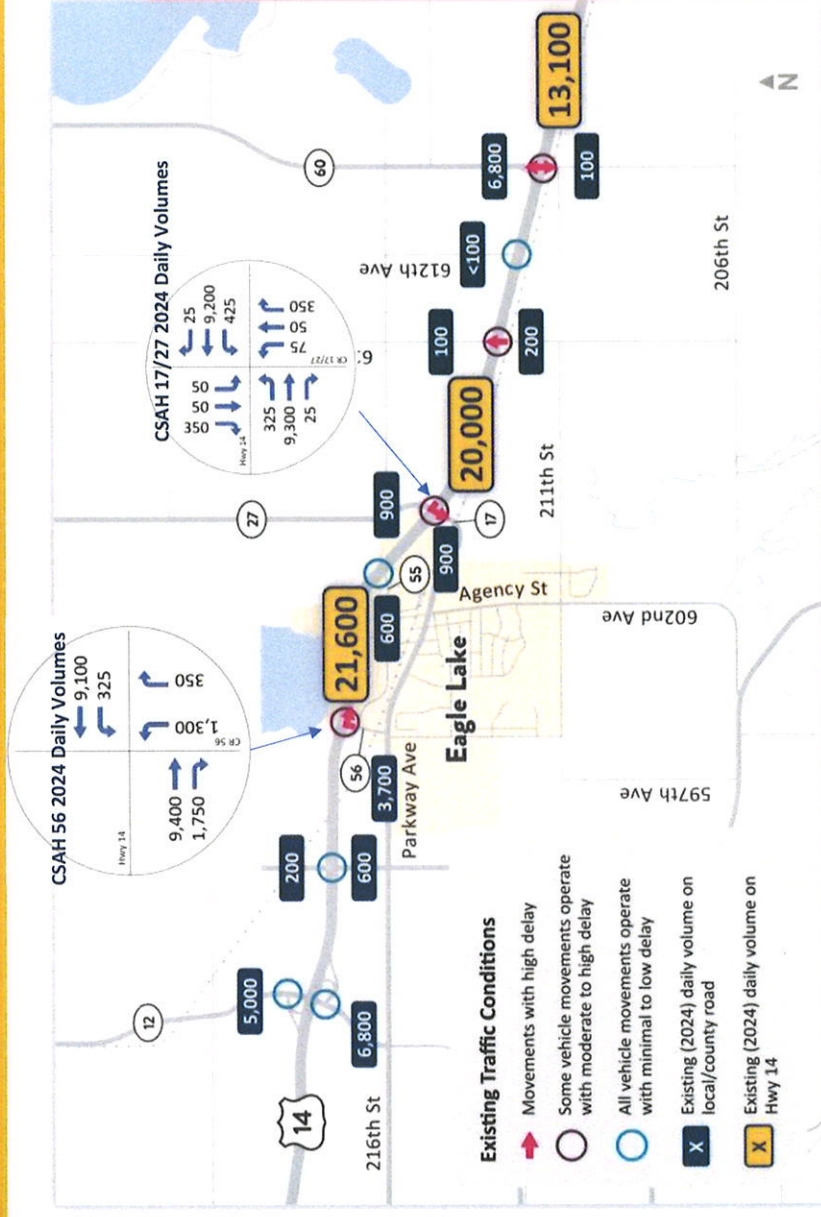 CSAH 56 2024 Daily Volumes
9,100
325
Hwy 14
9,400
1,750
1,300
350
CR 56
CSAH 17/27 2024 Daily Volumes
350
50
50
25
9,200
425
Hwy 14
325
9,300
25
75
50
350
CR 17/27
12
5,000
6,800
14
216th St
200
600
56
3,700
Parkway Ave
21,600
Eagle Lake
600
55
27
900
900
17
Agency St
602nd Ave
597th Ave
20,000
211th St
100
200
612th Ave
<100
60
6,800
100
13,100
206th St
N
Existing Traffic Conditions
Movements with high delay
Some vehicle movements operate
with moderate to high delay
All vehicle movements operate
with minimal to low delay
X
Existing (2024) daily volume on
local/county road
X
Existing (2024) daily volume on
Hwy 14